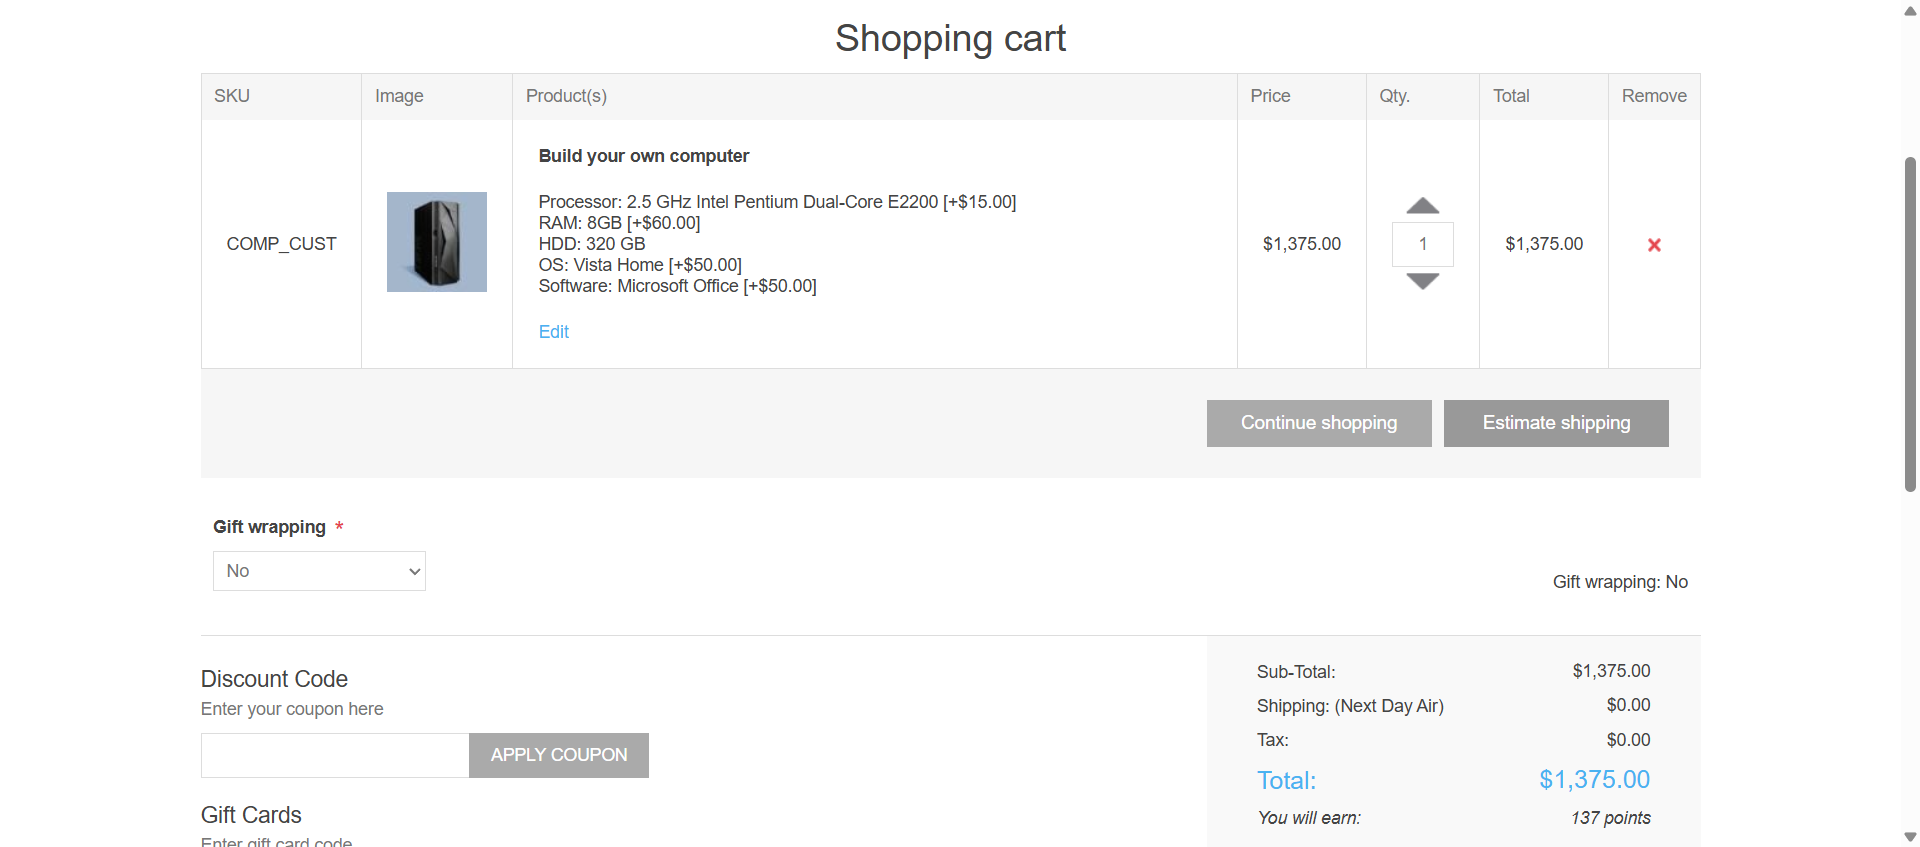 Shopping cart
SKU Image Product(s) Price Qty. Total Remove
Build your own computer
Processor: 2.5 GHz Intel Pentium Dual-Core E2200 [+$15.00]
RAM: 8GB [+$60.00]
HDD: 320 GB
COMP_CUST $1,375.00 1 $1,375.00
OS: Vista Home [+$50.00]
Software: Microsoft Office [+$50.00]
Edit
Continue shopping Estimate shipping
Gift wrapping *
No
Gift wrapping: No
Discount Code
Enter your coupon here
APPLY COUPON
Gift Cards
Enter gift card code
Sub-Total: $1,375.00
Shipping: (Next Day Air) $0.00
Tax: $0.00
Total: $1,375.00
You will earn: 137 points